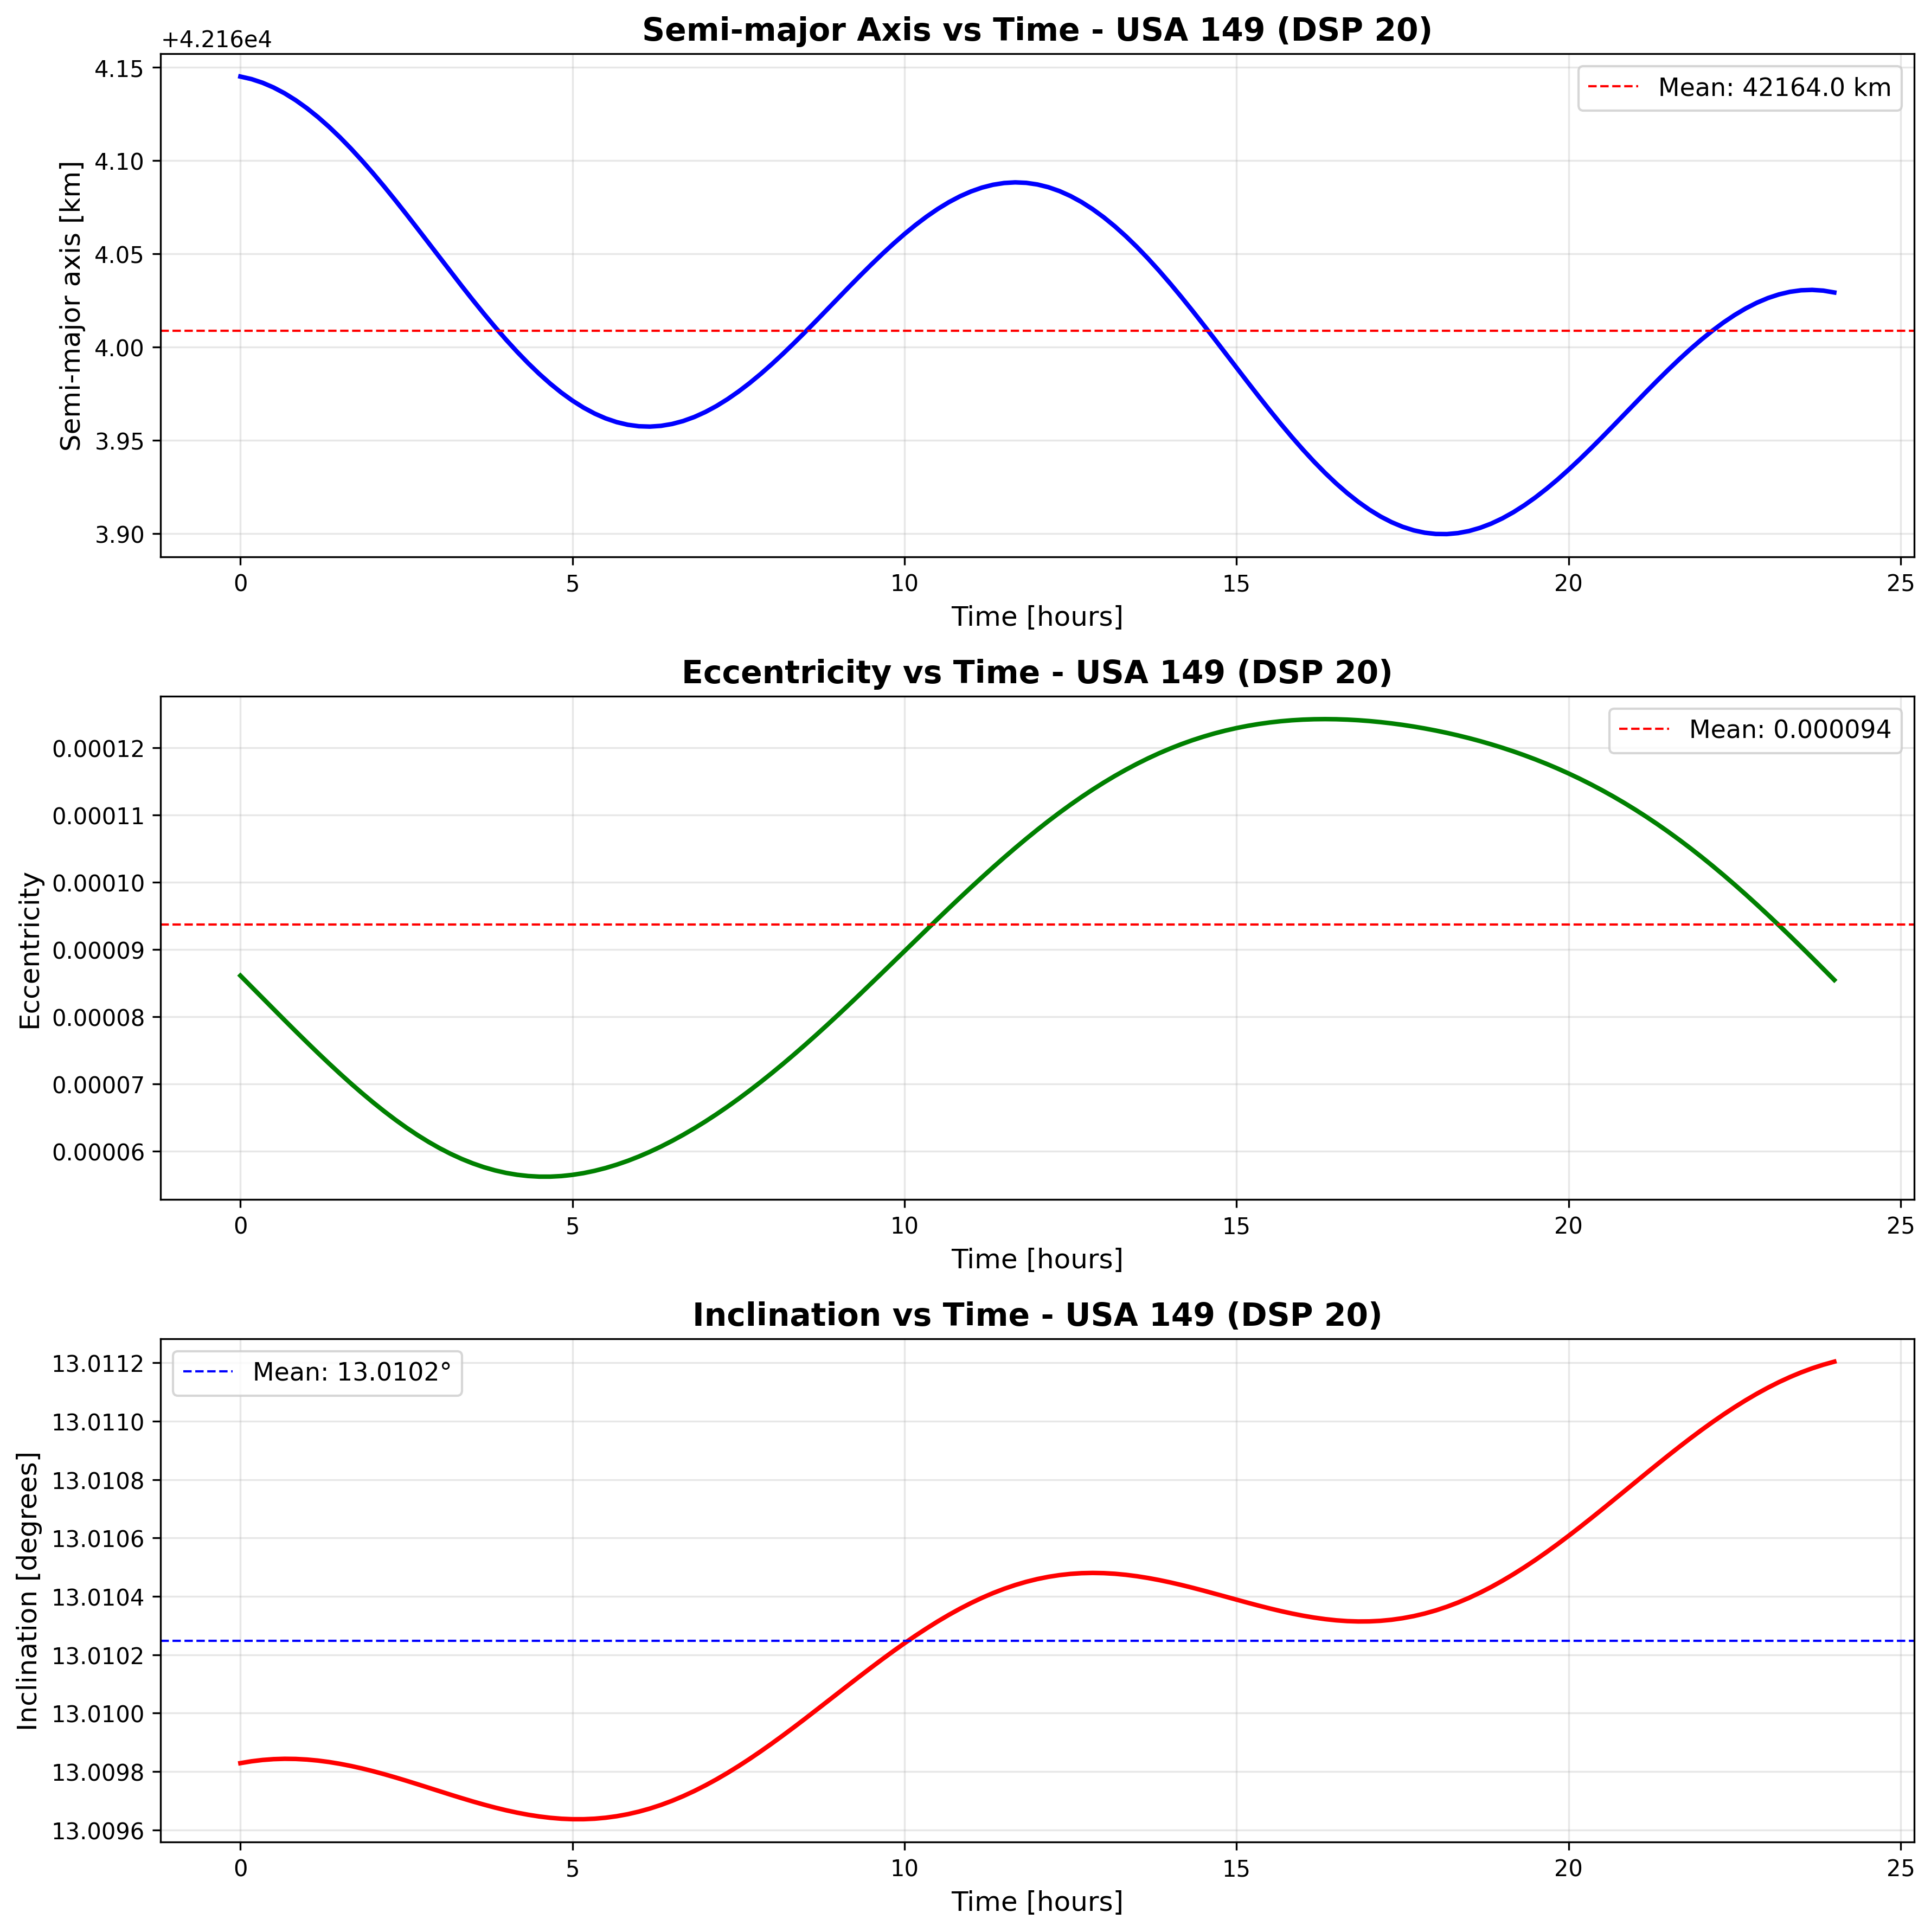 Semi-major Axis vs Time - USA 149 (DSP 20)
+4.216e4
Mean: 42164.0 km
Semi-major axis [km]
4.15
4.10
4.05
4.00
3.95
3.90
0 5 10 15 20 25
Time [hours]
Eccentricity vs Time - USA 149 (DSP 20)
Mean: 0.000094
Eccentricity
0.00012
0.00011
0.00010
0.00009
0.00008
0.00007
0.00006
0 5 10 15 20 25
Time [hours]
Inclination vs Time - USA 149 (DSP 20)
Mean: 13.0102°
Inclination [degrees]
13.0112
13.0110
13.0108
13.0106
13.0104
13.0102
13.0100
13.0098
13.0096
0 5 10 15 20 25
Time [hours]